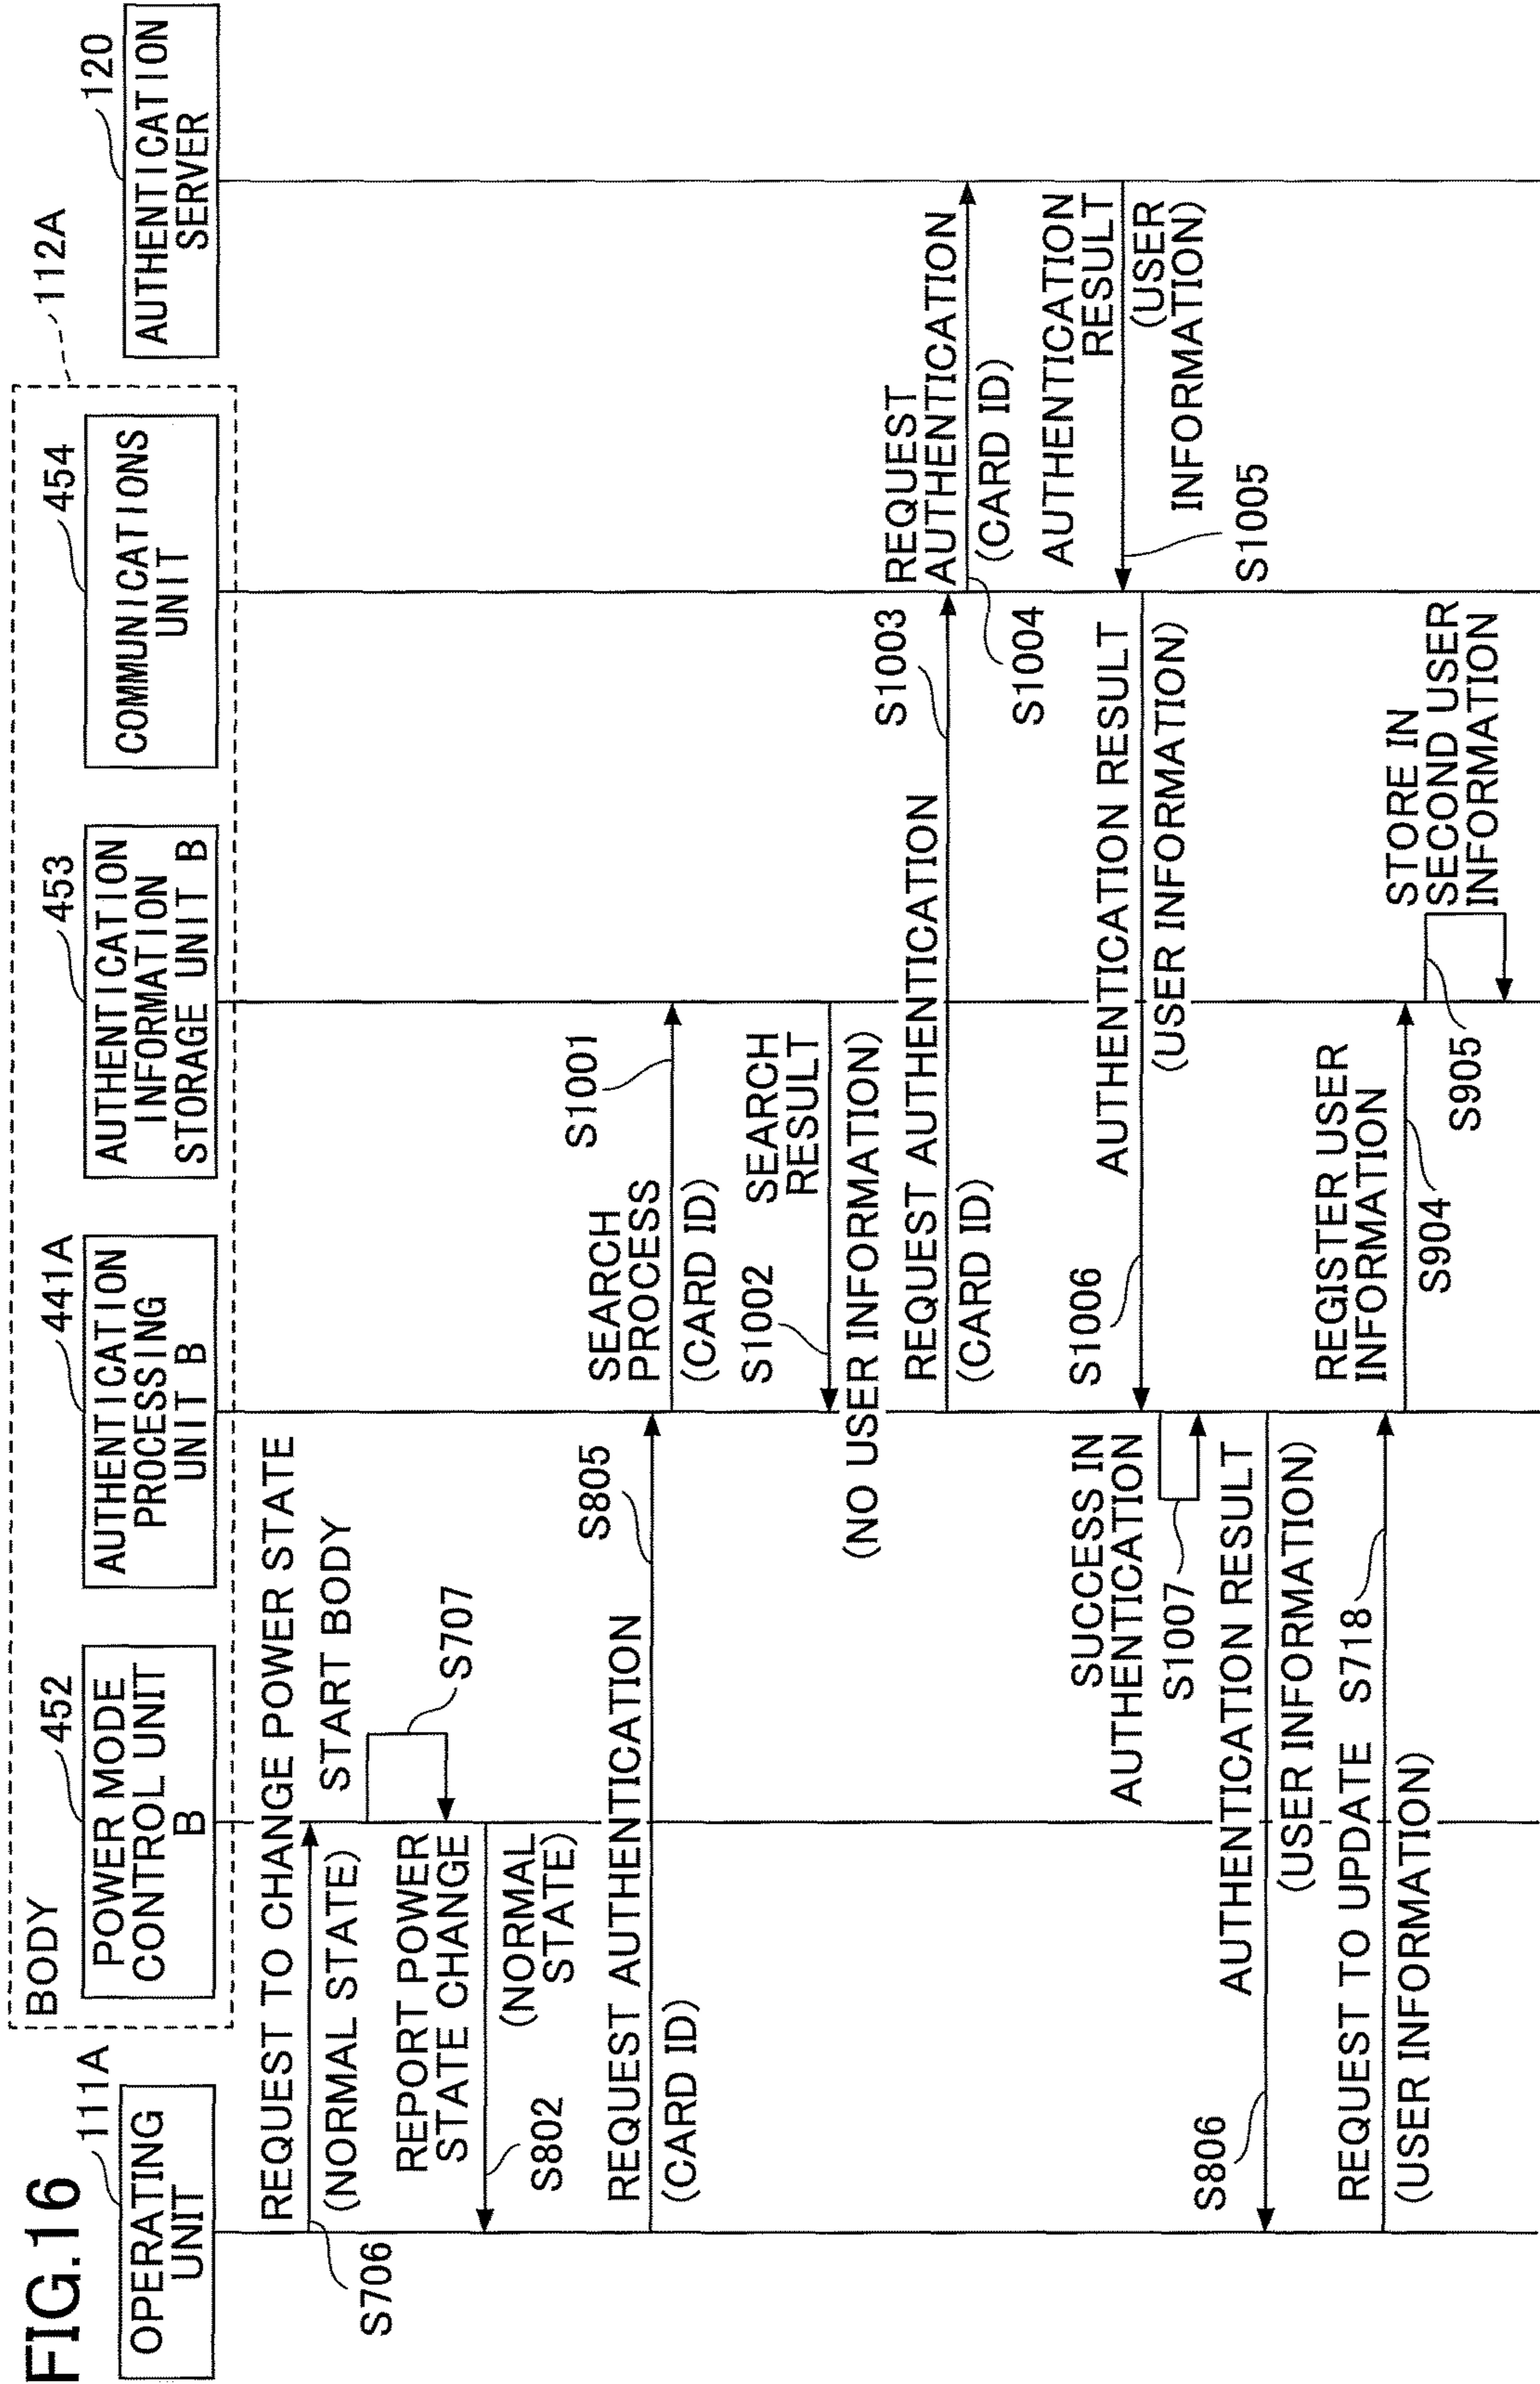 FIG.16
BODY
112A
111A
OPERATING
UNIT
452
POWER MODE
CONTROL UNIT
B
441A
AUTHENTICATION
PROCESSING
UNIT B
453
AUTHENTICATION
INFORMATION
STORAGE UNIT B
454
COMMUNICATIONS
UNIT
120
AUTHENTICATION
SERVER
REQUEST TO CHANGE POWER STATE
(NORMAL STATE)
S706
START BODY
S707
REPORT POWER
STATE CHANGE
(NORMAL
STATE)
S802
REQUEST AUTHENTICATION
(CARD ID)
S805
SEARCH
PROCESS
(CARD ID)
S1001
SEARCH
RESULT
S1002
(NO USER INFORMATION)
REQUEST AUTHENTICATION
(CARD ID)
S1003
REQUEST
AUTHENTICATION
(CARD ID)
S1004
AUTHENTICATION
RESULT
(USER
INFORMATION)
S1005
AUTHENTICATION RESULT
(USER INFORMATION)
S1006
SUCCESS IN
AUTHENTICATION
S1007
AUTHENTICATION RESULT
(USER INFORMATION)
S806
REQUEST TO UPDATE S718
(USER INFORMATION)
REGISTER USER
INFORMATION
S904
STORE IN
SECOND USER
INFORMATION
S905